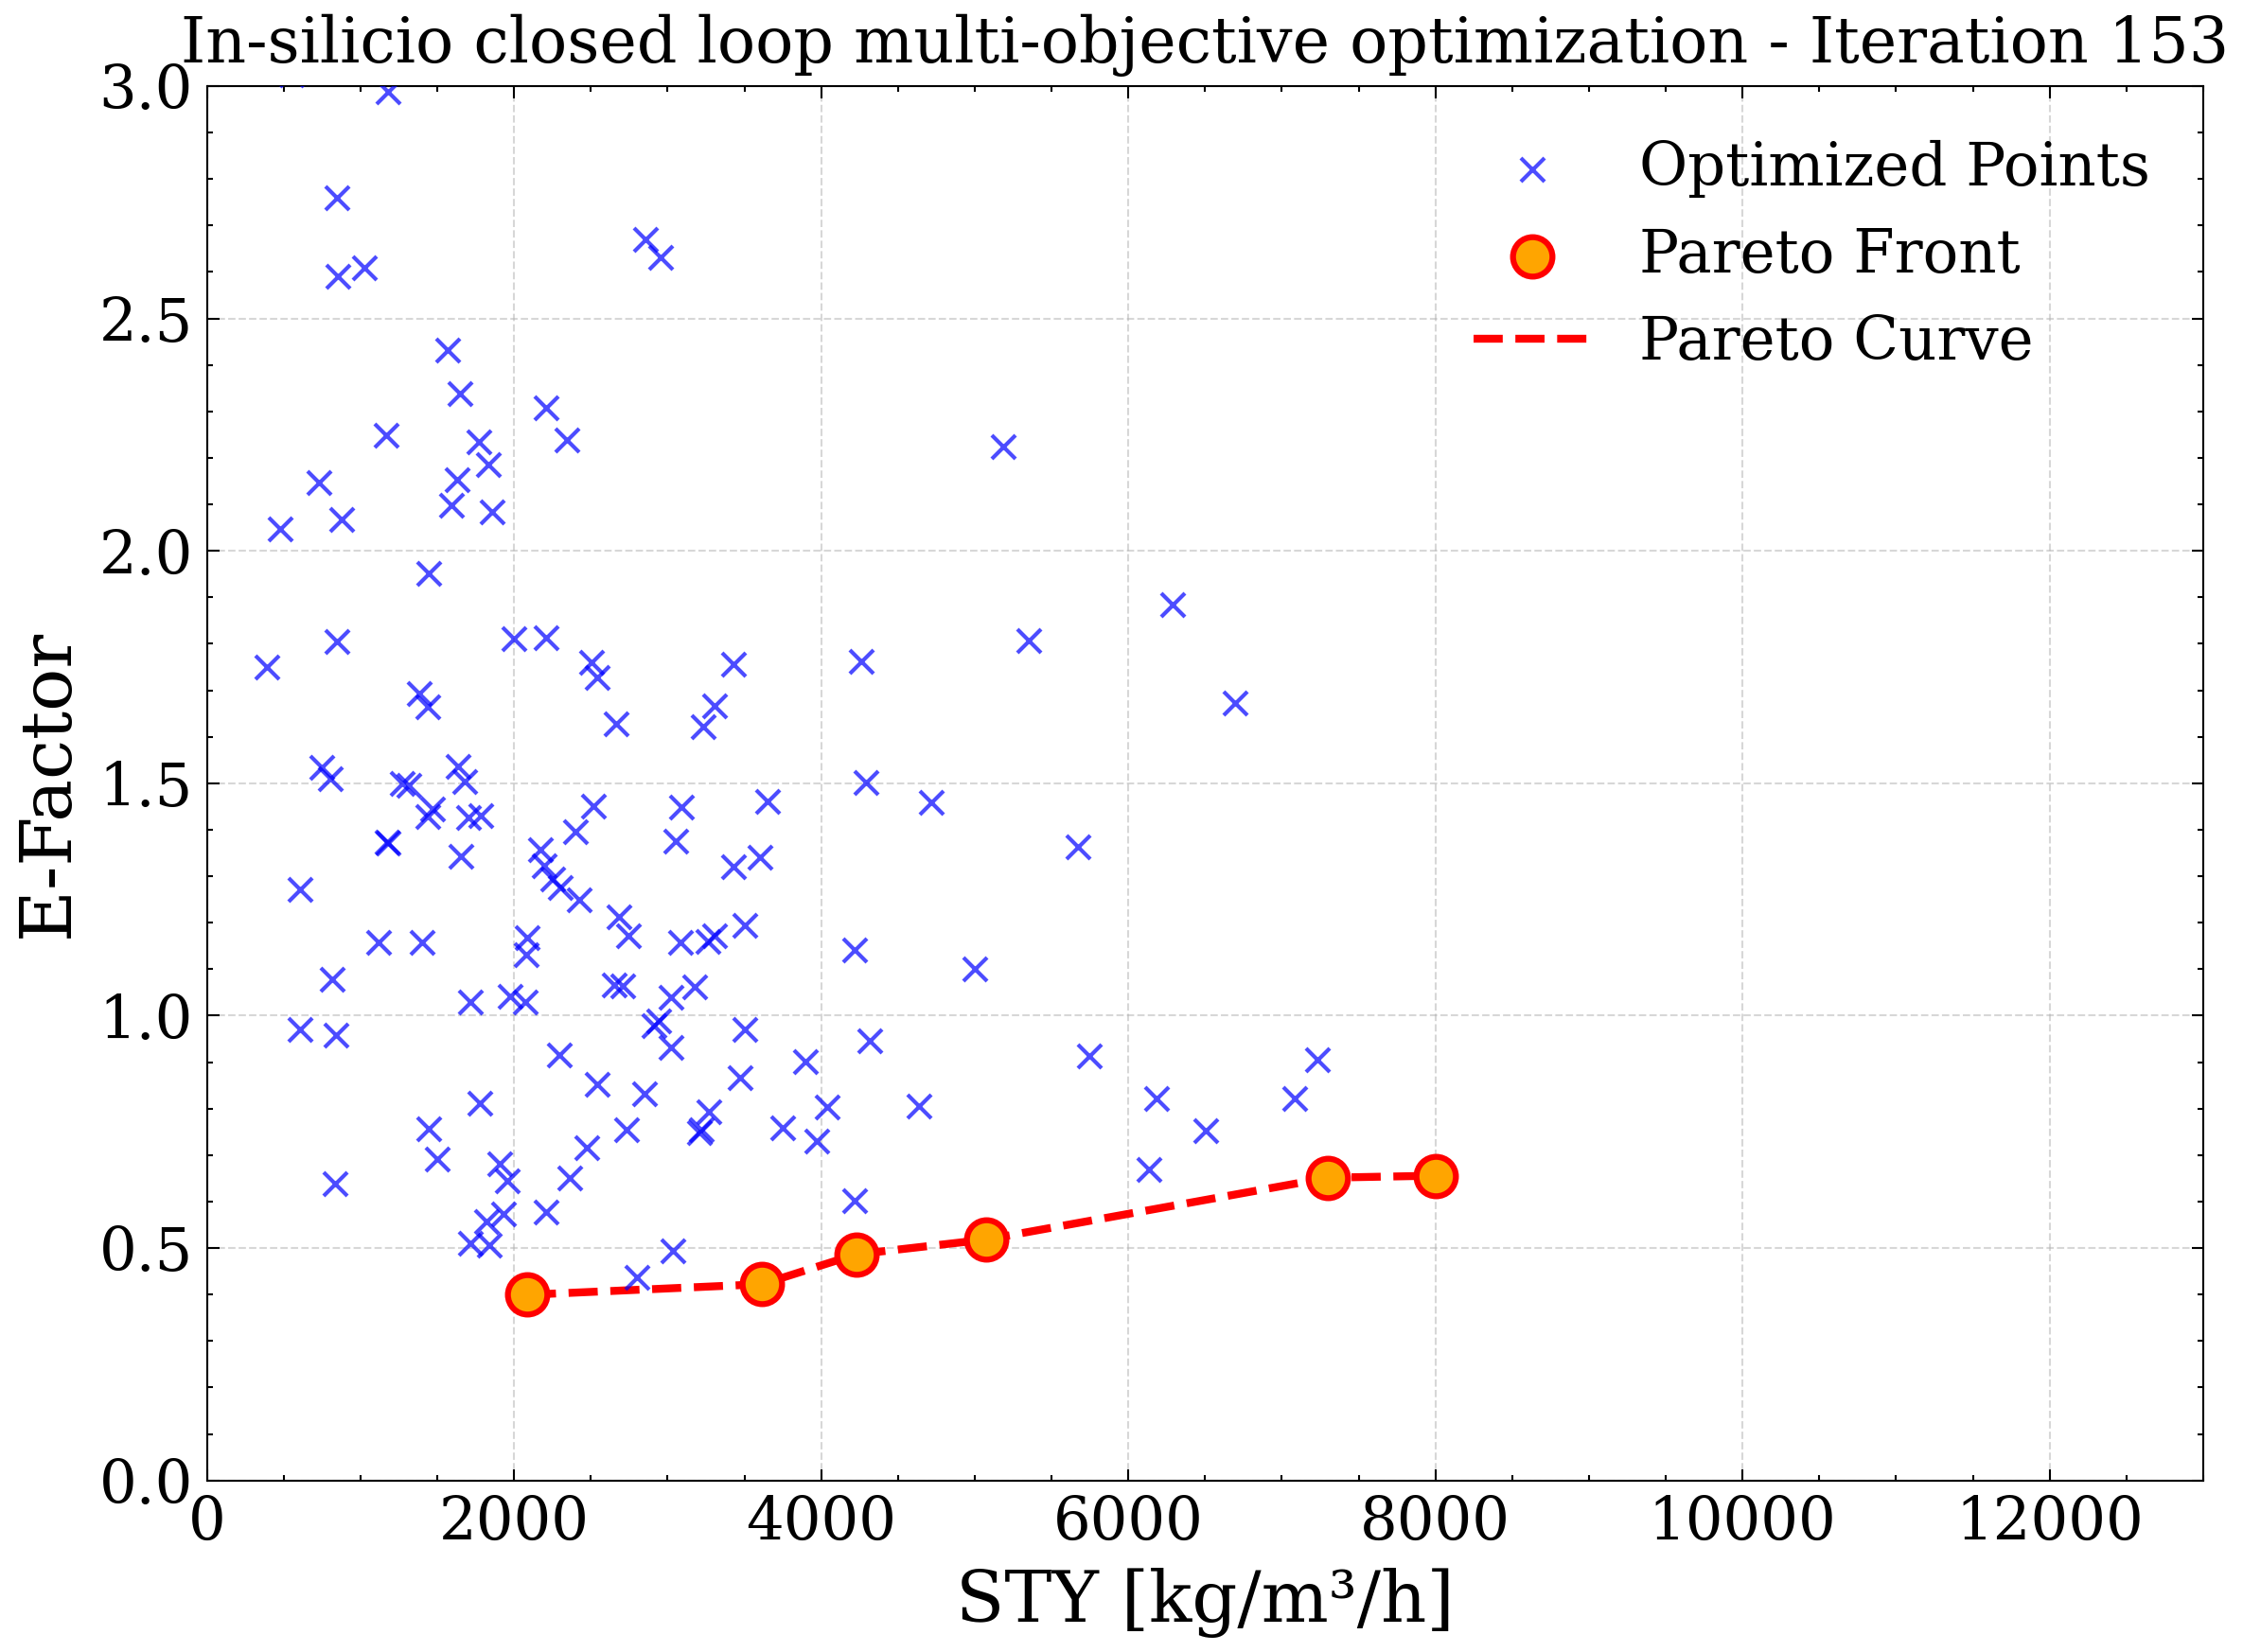 In-silicio closed loop multi-objective optimization - Iteration 153
3.0
2.5
2.0
1.5
1.0
0.5
0.0
E-Factor
Optimized Points
Pareto Front
Pareto Curve
0 2000 4000 6000 8000 10000 12000
STY [kg/m³/h]